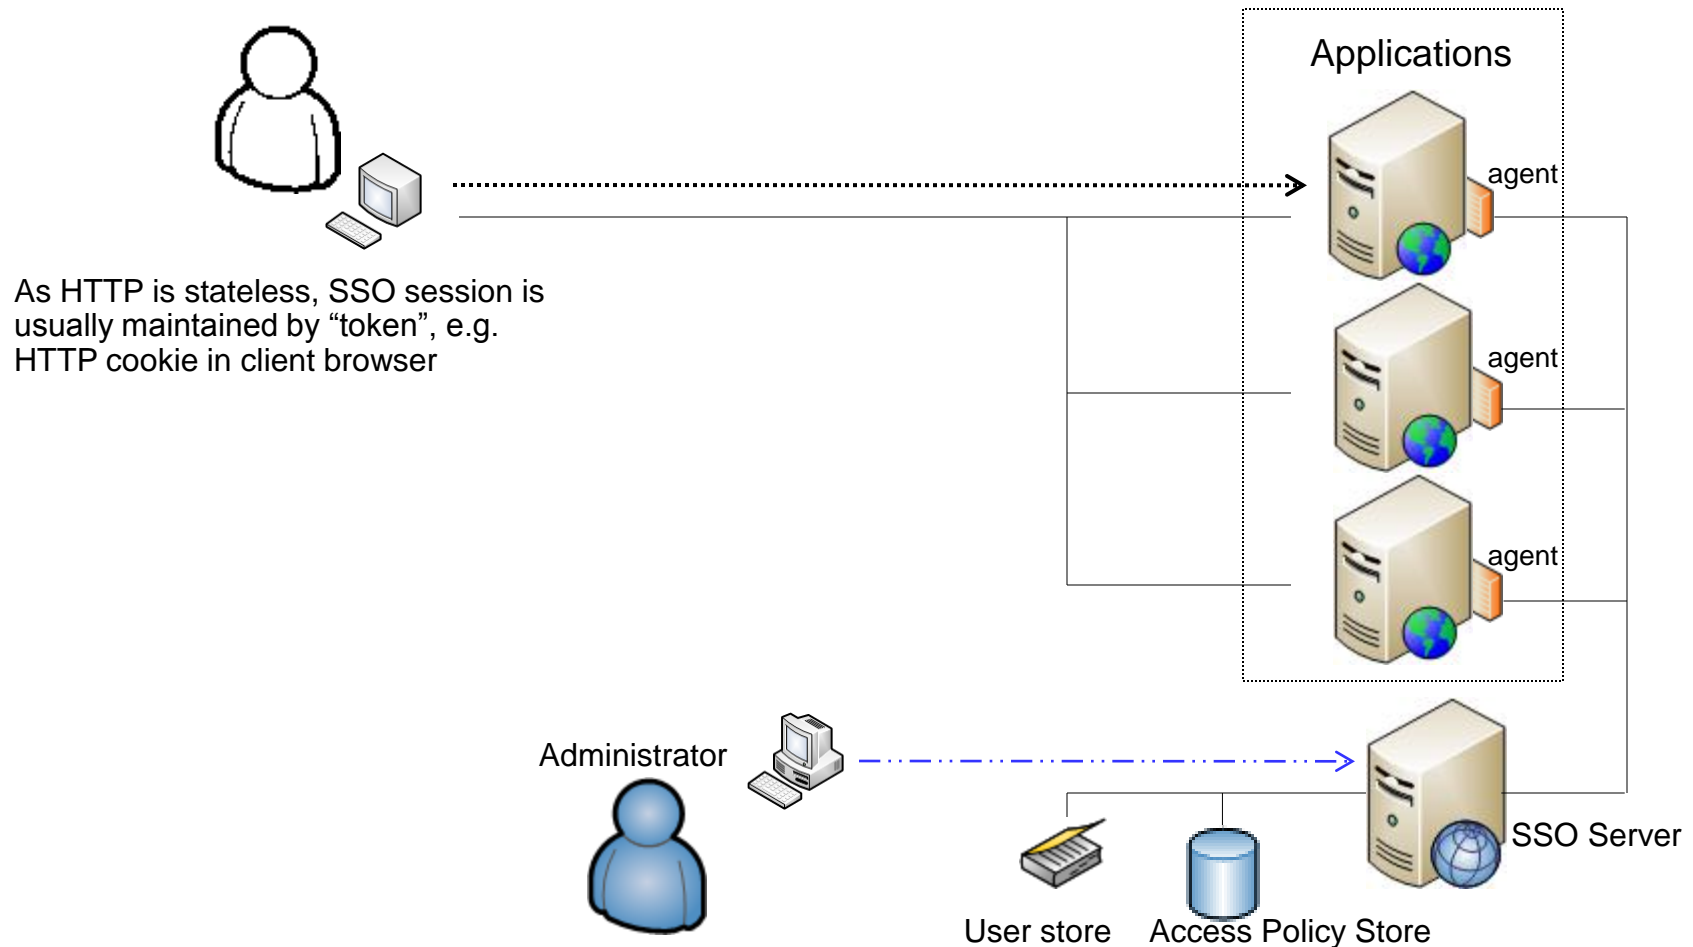 Applications
agent
As HTTP is stateless, SSO session is
usually maintained by “token”, e.g.
HTTP cookie in client browser
agent
agent
Administrator
SSO Server
User store
Access Policy Store